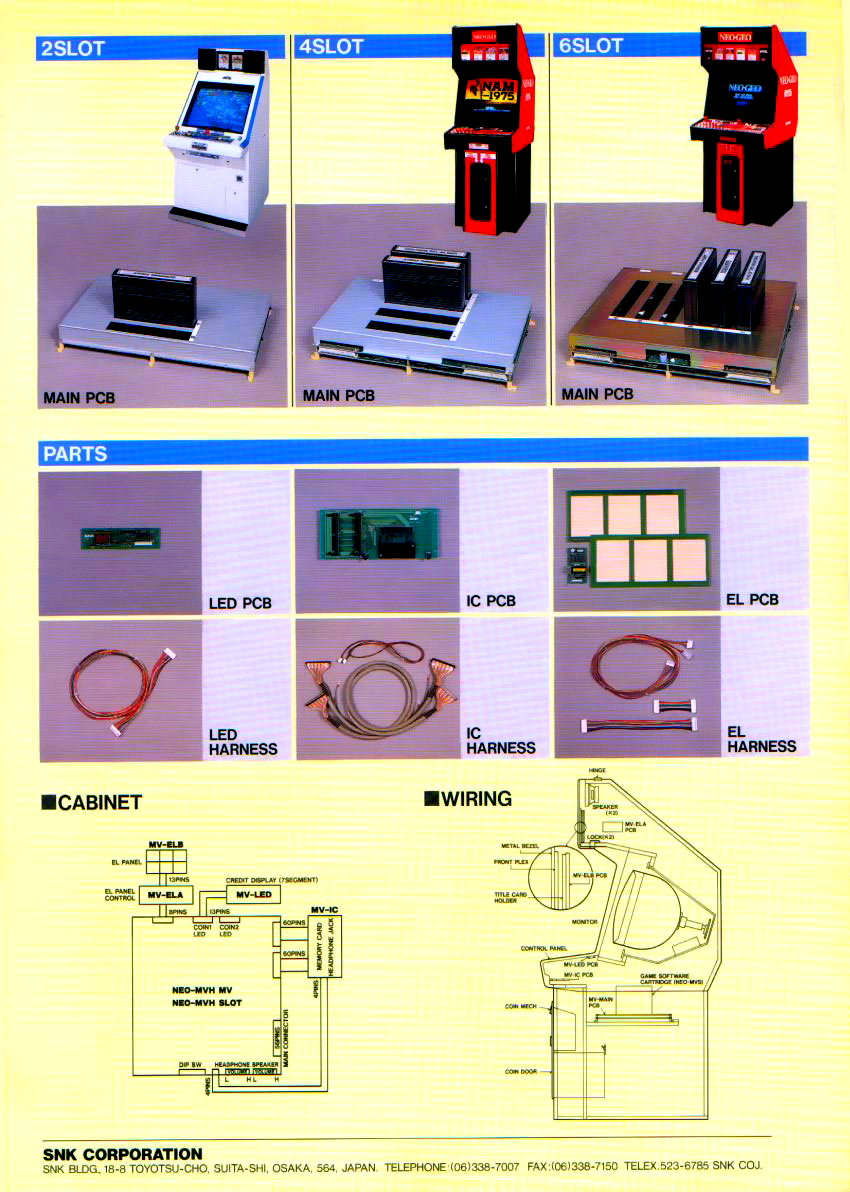 2SLOT
4SLOT
6SLOT
NEO·GEO
NAM
-1975
NEO·GEO
NEO·GEO
MAIN PCB
MAIN PCB
MAIN PCB
PARTS
LED PCB
IC PCB
EL PCB
LED
HARNESS
IC
HARNESS
EL
HARNESS
■CABINET
MV-ELB
EL PANEL
13PINS
EL PANEL
CONTROL
MV-ELA
CREDIT DISPLAY (7SEGMENT)
MV-LED
8PINS
13PINS
COIN1
LED
COIN2
LED
MV-IC
60PINS
60PINS
MEMORY CARD
HEADPHONE JACK
4PINS
NEO-MVH MV
NEO-MVH SLOT
56PINS
MAIN CONNECTOR
DIP SW
HEADPHONE SPEAKER
VOLUME
VOLUME
L H L H
4PINS
■WIRING
HINGE
SPEAKER
(×2)
MV-ELA
PCB
LOCK(×2)
METAL BEZEL
FRONT PLEX
MV-ELB PCB
TITLE CARD
HOLDER
MONITOR
CONTROL PANEL
MV-LED PCB
MV-IC PCB
GAME SOFTWARE
CARTRIDGE (NEO-MVS)
MV-MAIN
PCB
COIN MECH
COIN DOOR
SNK CORPORATION
SNK BLDG., 18-8 TOYOTSU-CHO, SUITA-SHI, OSAKA, 564, JAPAN. TELEPHONE·(06)338-7007 FAX:(06)338-7150 TELEX:523-6785 SNK COJ.